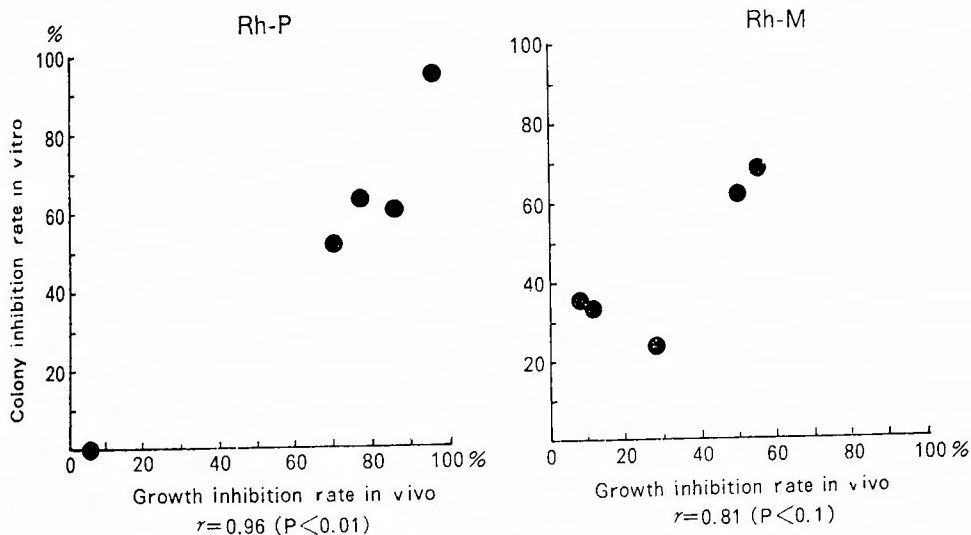 Rh-P
%
100
80
60
40
20
Colony inhibition rate in vitro
0 20 40 60 80 100 %
Growth inhibition rate in vivo
r=0.96 (P<0.01)
Rh-M
100
80
60
40
20
0 20 40 60 80 100 %
Growth inhibition rate in vivo
r=0.81 (P<0.1)